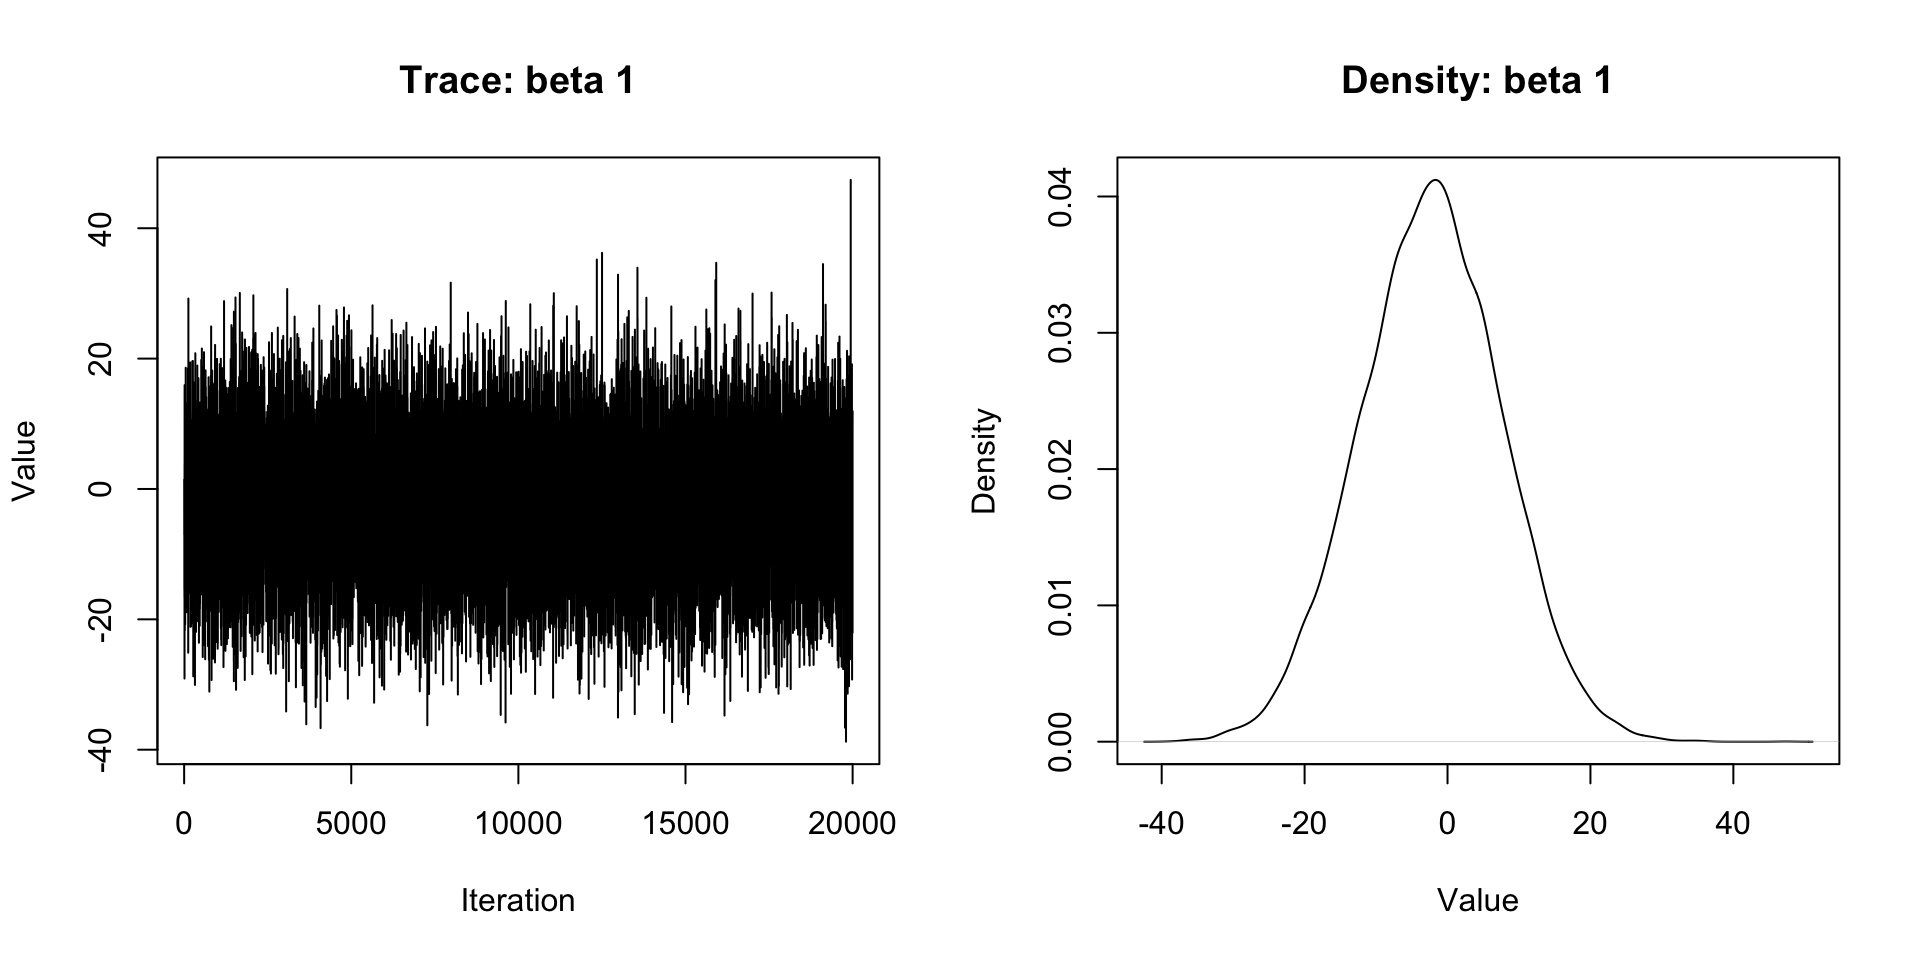 Trace: beta 1
Value
40
20
0
-20
-40
0 5000 10000 15000 20000
Iteration
Density: beta 1
Density
0.04
0.03
0.02
0.01
0.00
-40 -20 0 20 40
Value